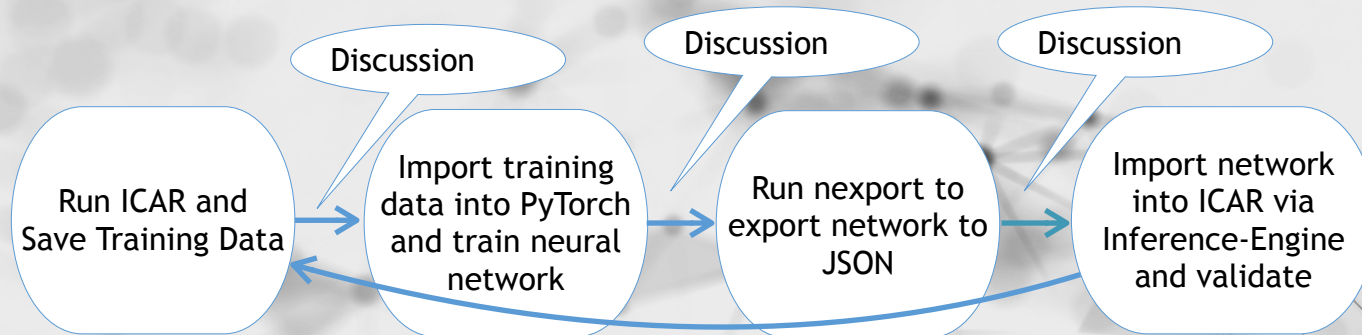 Discussion
Discussion
Discussion
Run ICAR and
Save Training Data
Import training
data into PyTorch
and train neural
network
Run nexport to
export network to
JSON
Import network
into ICAR via
Inference-Engine
and validate